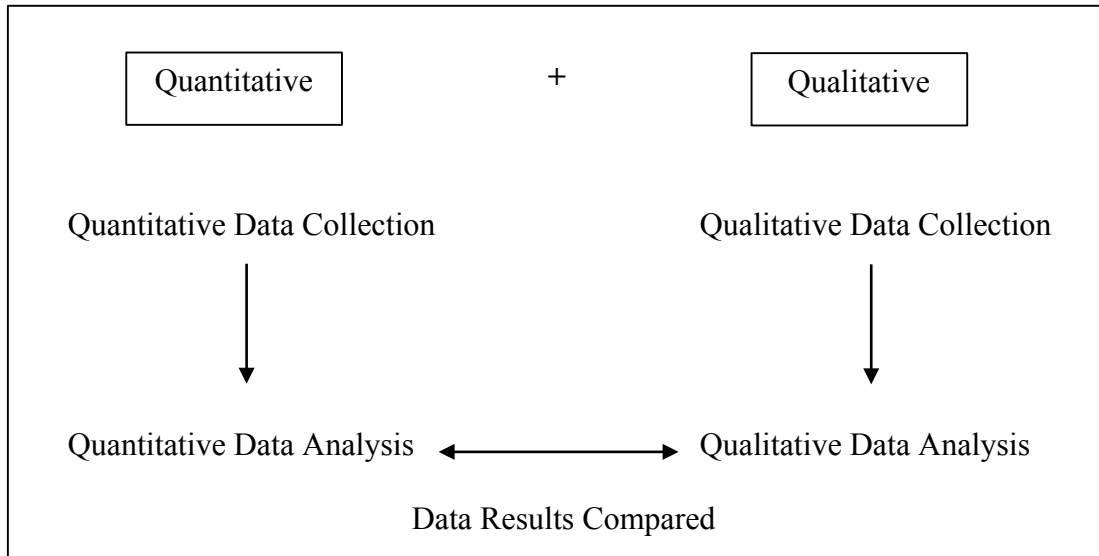 Quantitative + Qualitative
Quantitative Data Collection Qualitative Data Collection
Quantitative Data Analysis Qualitative Data Analysis
Data Results Compared